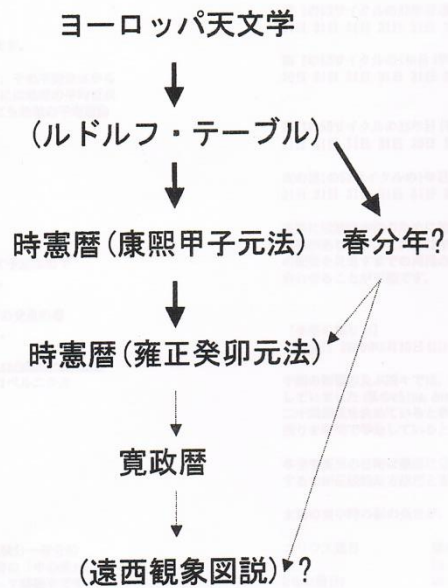 ヨーロッパ天文学
(ルドルフ・テーブル)
時憲暦(康熙甲子元法) 春分年?
時憲暦(雍正癸卯元法)
寛政暦
(遠西観象図説)?